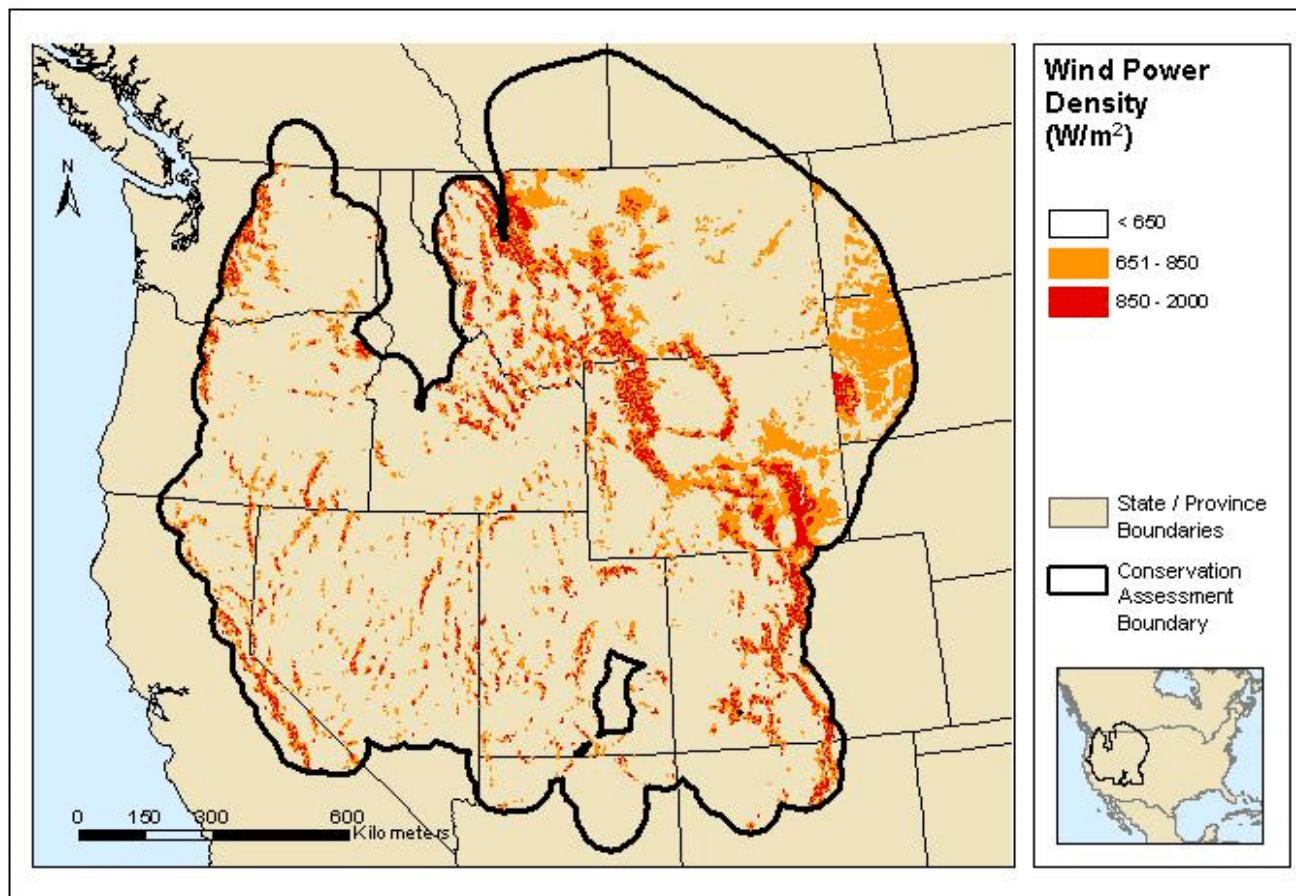 Wind Power
Density
(W/m²)
< 650
651 - 850
850 - 2000
State / Province
Boundaries
Conservation
Assessment
Boundary
N
0 150 300 600
Kilometers